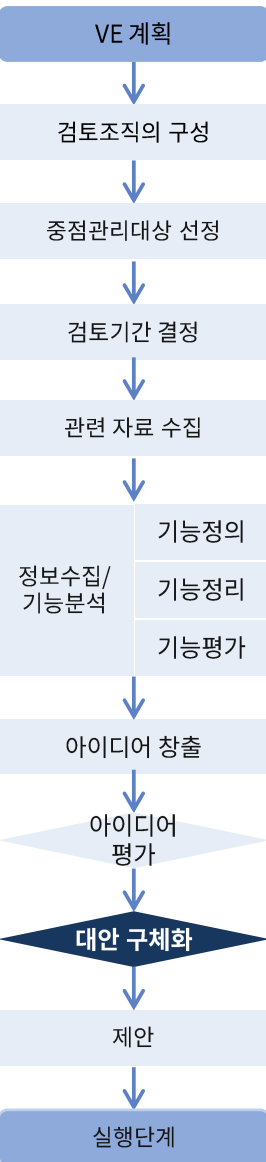 VE 계획
검토조직의 구성
중점관리대상 선정
검토기간 결정
관련 자료 수집
정보수집/
기능분석
기능정의
기능정리
기능평가
아이디어 창출
아이디어
평가
대안 구체화
제안
실행단계